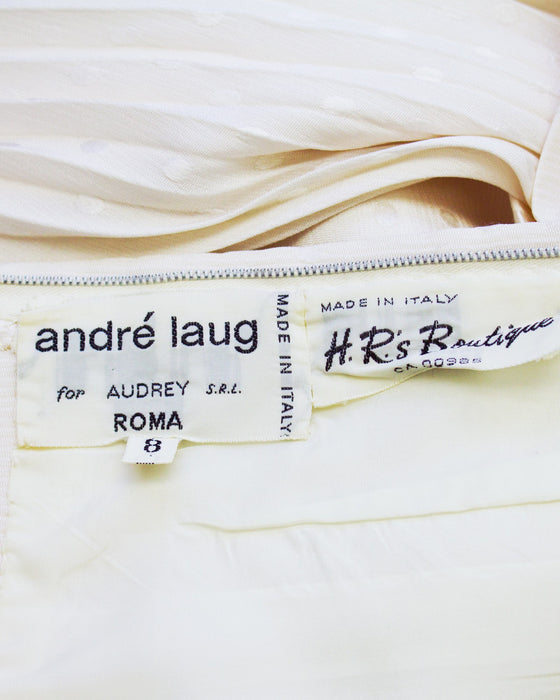 andré laug
for AUDREY S.R.L.
ROMA
MADE IN ITALY
8
MADE IN ITALY
H.R.'s Boutique